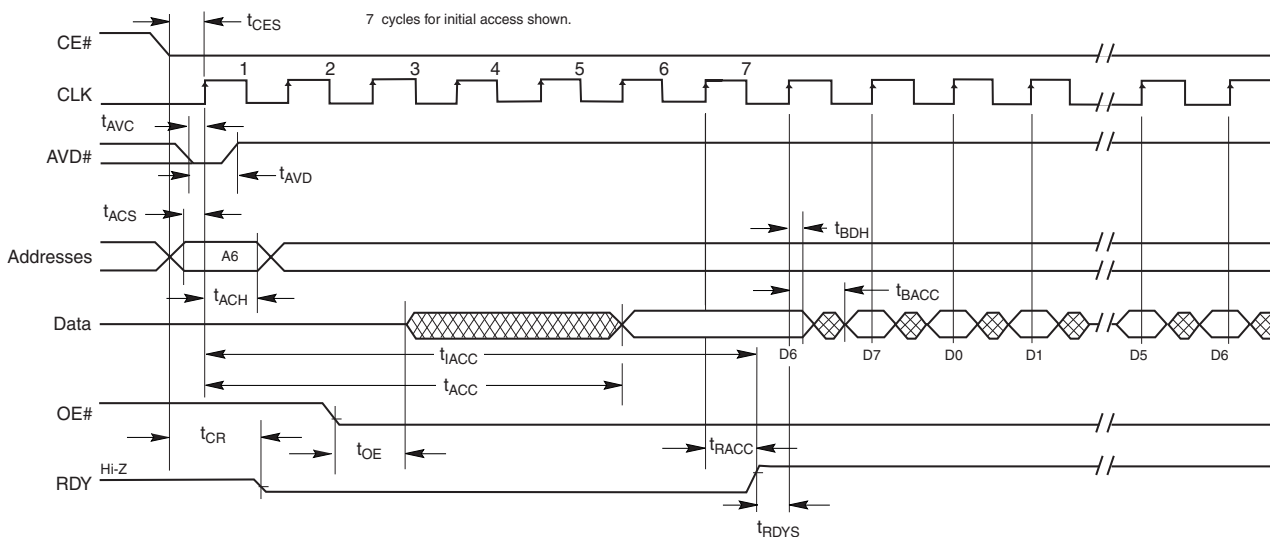 tCES
7 cycles for initial access shown.
CE#
1 2 3 4 5 6 7
CLK
tAVC
AVD#
tAVD
tACS
tBDH
Addresses
A6
tACH
tBACC
Data
tIACC
D6 D7 D0 D1 D5 D6
tACC
OE#
tCR
tOE
tRACC
Hi-Z
RDY
tRDYS